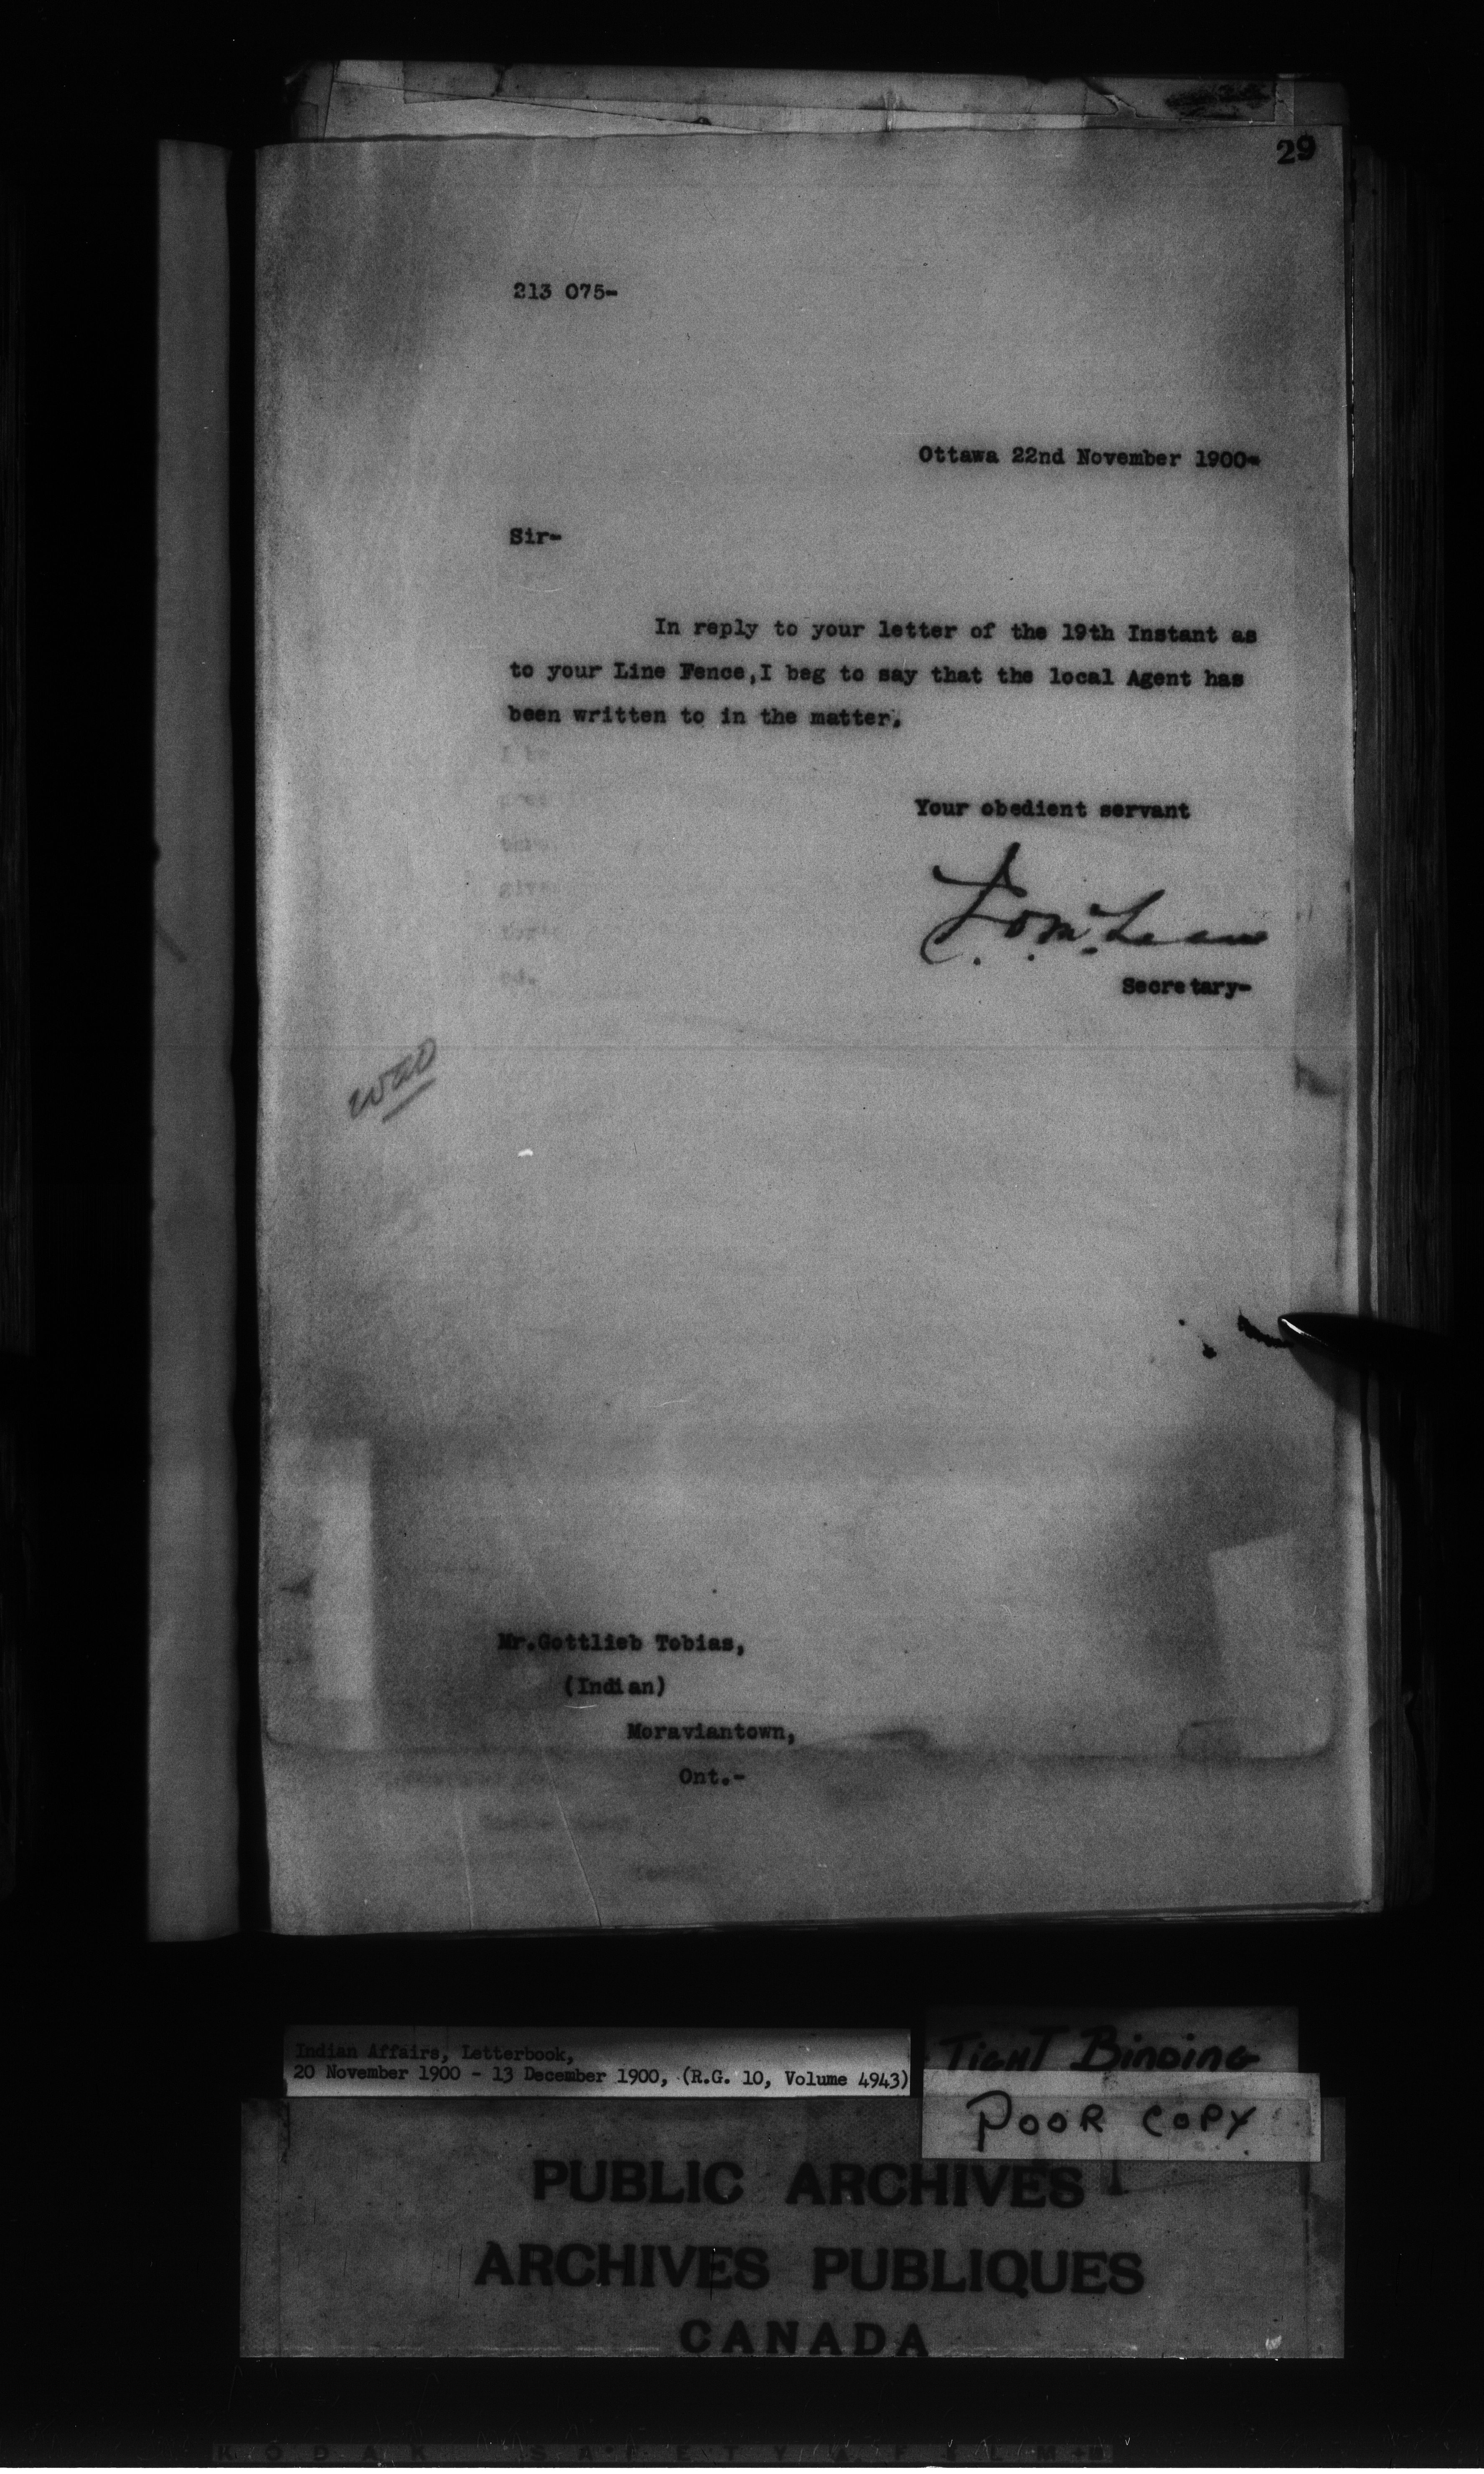 29
213 075-
Ottawa 22nd November 1900-
Sir-
In reply to your letter of the 19th Instant as
to your Line Fence,I beg to say that the local Agent has
been written to in the matter.
Your obedient servant
Secretary-
Mr.Gottlieb Tobias,
(Indian)
Moraviantown,
Ont.-
Indian Affairs, Letterbook,
20 November 1900 - 13 December 1900, (R.G. 10, Volume 4943)
TIGHT BINDING
POOR COPY
PUBLIC ARCHIVES
ARCHIVES PUBLIQUES
CANADA
KODAK SAFETY FILM